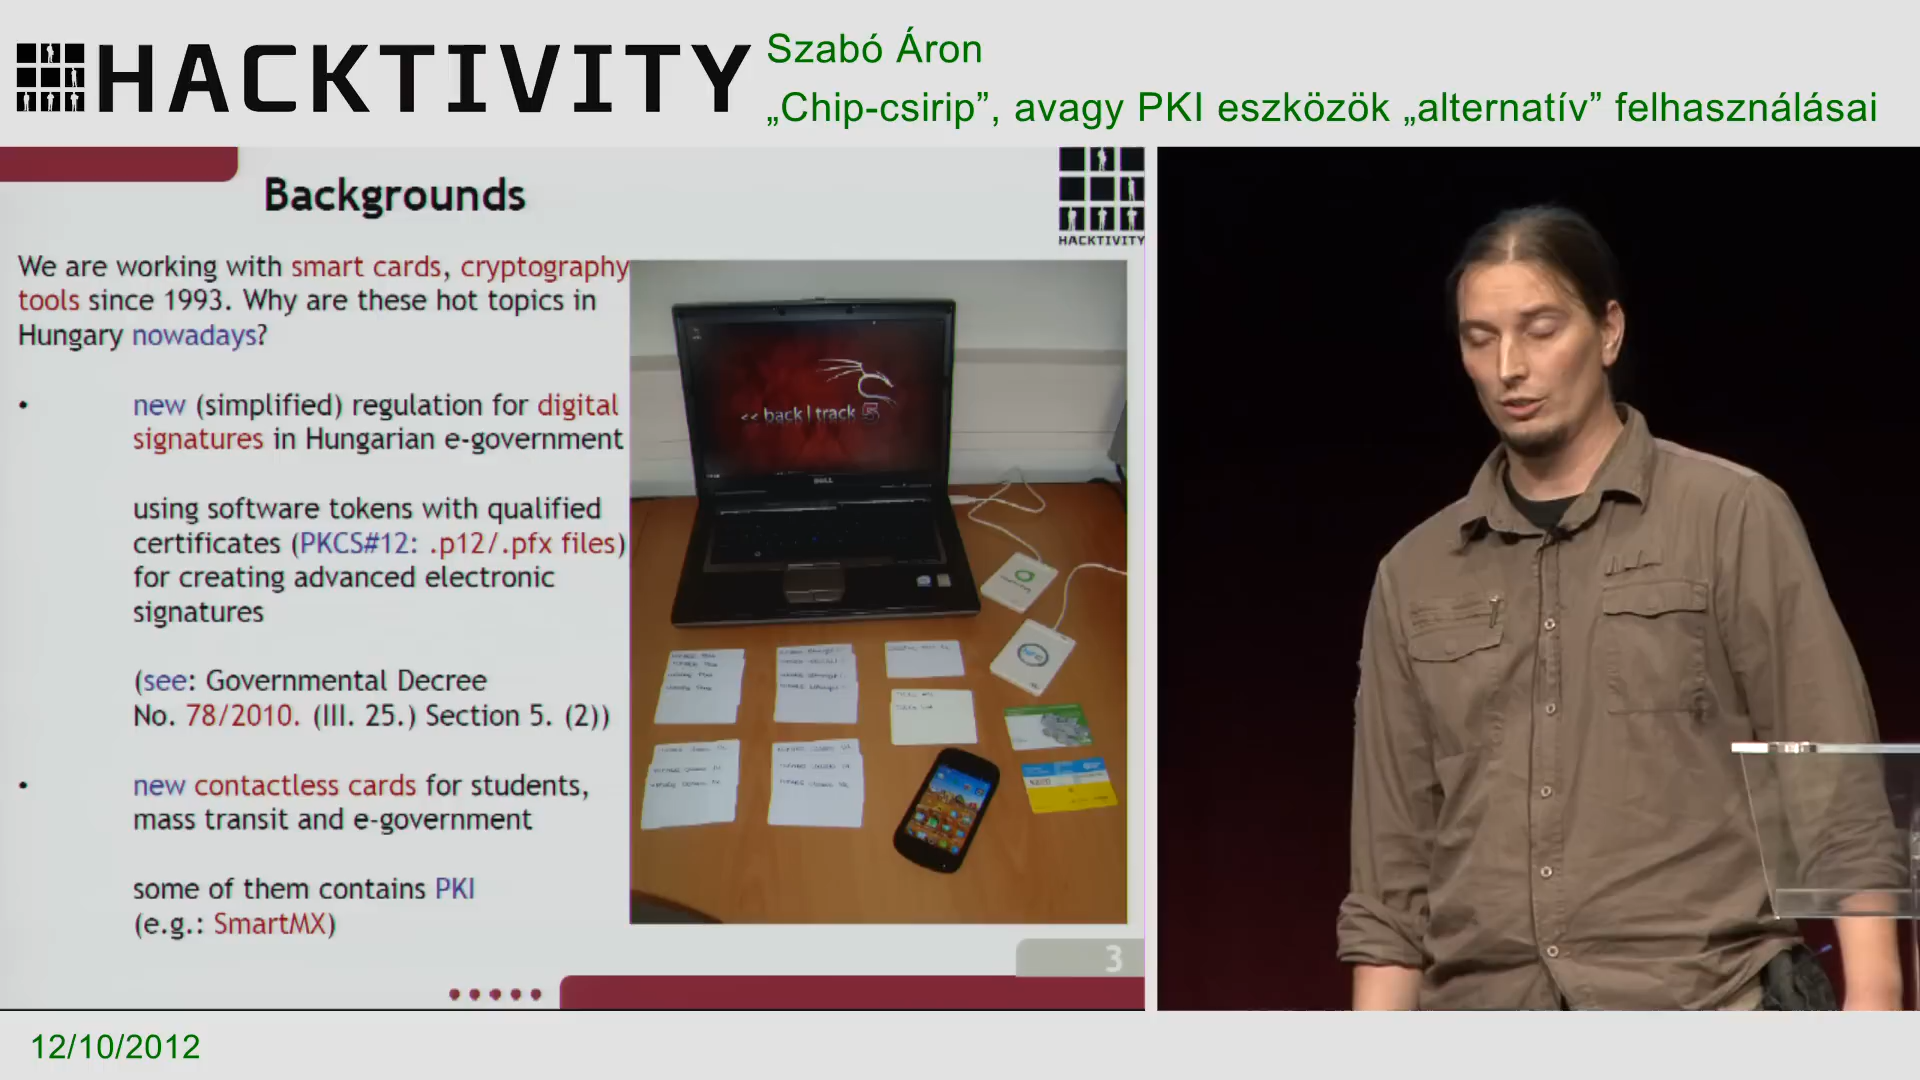 HACKTIVITY
Szabó Áron
„Chip-csirip”, avagy PKI eszközök „alternatív” felhasználásai
Backgrounds
HACKTIVITY
We are working with smart cards, cryptography
tools since 1993. Why are these hot topics in
Hungary nowadays?
• new (simplified) regulation for digital
signatures in Hungarian e-government
using software tokens with qualified
certificates (PKCS#12: .p12/.pfx files)
for creating advanced electronic
signatures
(see: Governmental Decree
No. 78/2010. (III. 25.) Section 5. (2))
• new contactless cards for students,
mass transit and e-government
some of them contains PKI
(e.g.: SmartMX)
<< back|track 5
DELL
3
12/10/2012